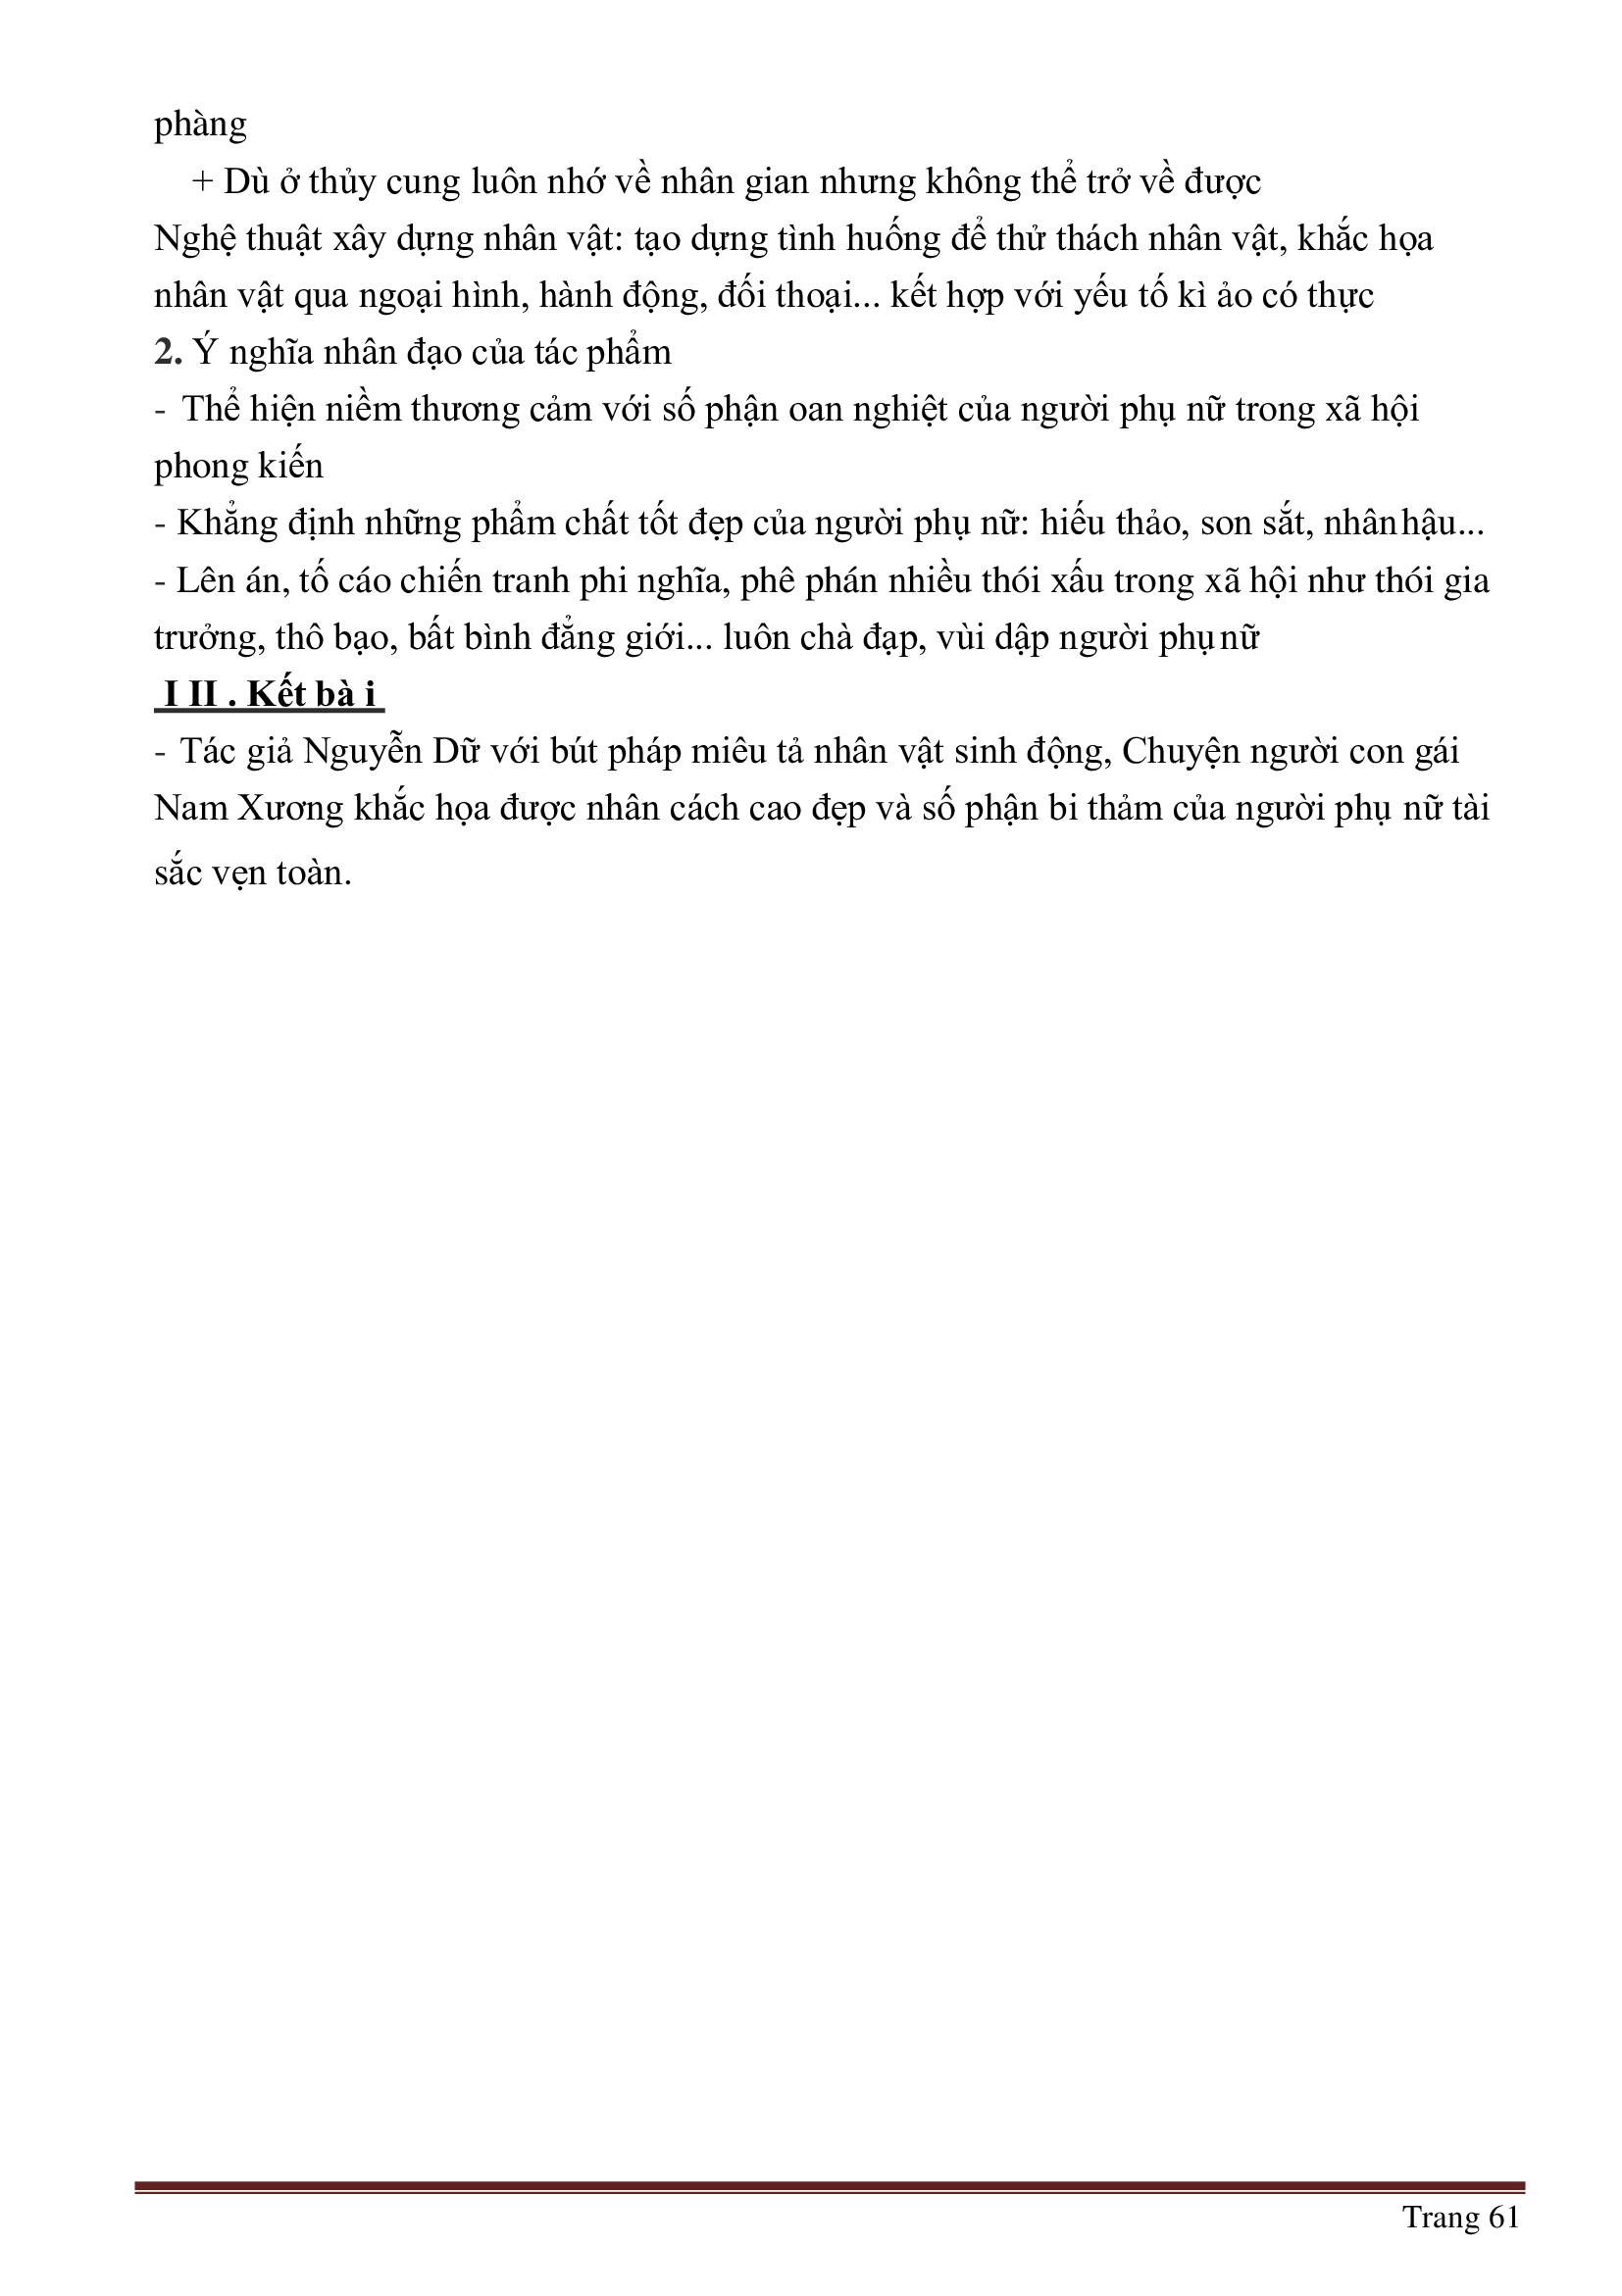 phàng
+ Dù ở thủy cung luôn nhớ về nhân gian nhưng không thể trở về được
Nghệ thuật xây dựng nhân vật: tạo dựng tình huống để thử thách nhân vật, khắc họa
nhân vật qua ngoại hình, hành động, đối thoại... kết hợp với yếu tố kì ảo có thực
2. Ý nghĩa nhân đạo của tác phẩm
- Thể hiện niềm thương cảm với số phận oan nghiệt của người phụ nữ trong xã hội
phong kiến
- Khẳng định những phẩm chất tốt đẹp của người phụ nữ: hiếu thảo, son sắt, nhânhậu...
- Lên án, tố cáo chiến tranh phi nghĩa, phê phán nhiều thói xấu trong xã hội như thói gia
trưởng, thô bạo, bất bình đẳng giới... luôn chà đạp, vùi dập người phụ nữ
I II . Kết bà i
- Tác giả Nguyễn Dữ với bút pháp miêu tả nhân vật sinh động, Chuyện người con gái
Nam Xương khắc họa được nhân cách cao đẹp và số phận bi thảm của người phụ nữ tài
sắc vẹn toàn.
Trang 61